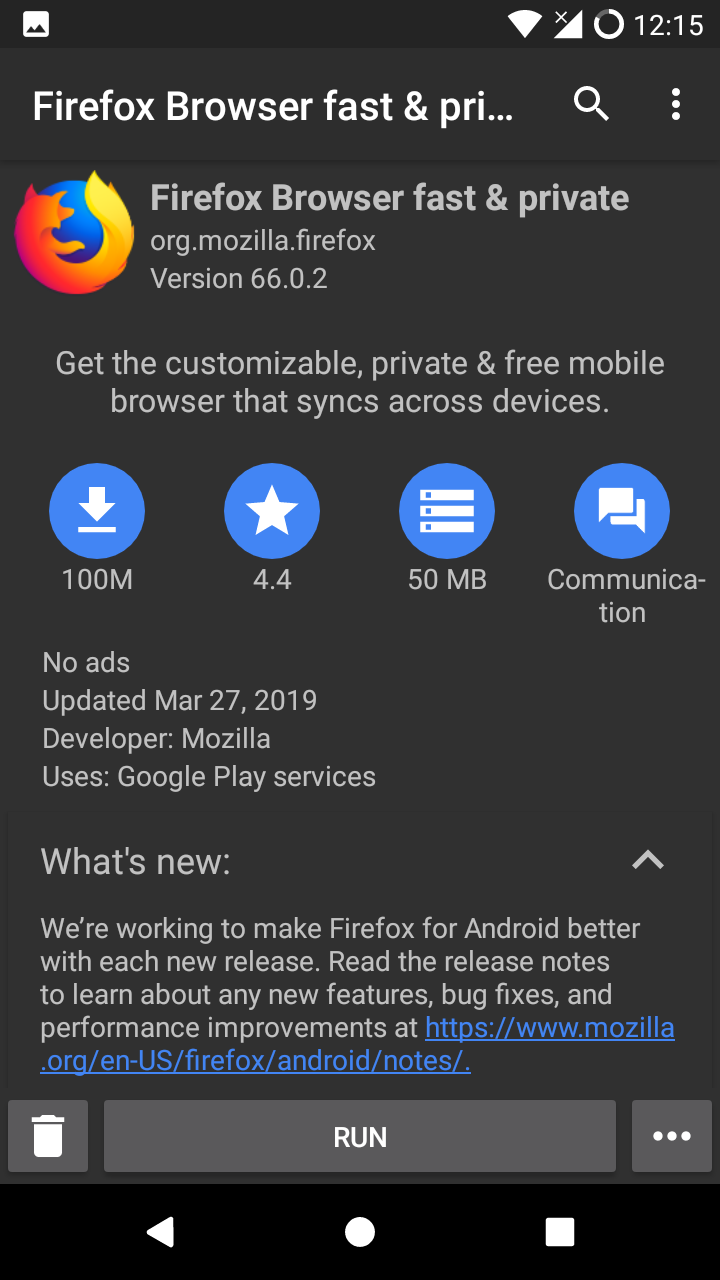 12:15
Firefox Browser fast & pri...
Firefox Browser fast & private
org.mozilla.firefox
Version 66.0.2
Get the customizable, private & free mobile
browser that syncs across devices.
100M
4.4
50 MB
Communica-
tion
No ads
Updated Mar 27, 2019
Developer: Mozilla
Uses: Google Play services
What's new:
We’re working to make Firefox for Android better
with each new release. Read the release notes
to learn about any new features, bug fixes, and
performance improvements at https://www.mozilla
.org/en-US/firefox/android/notes/.
RUN